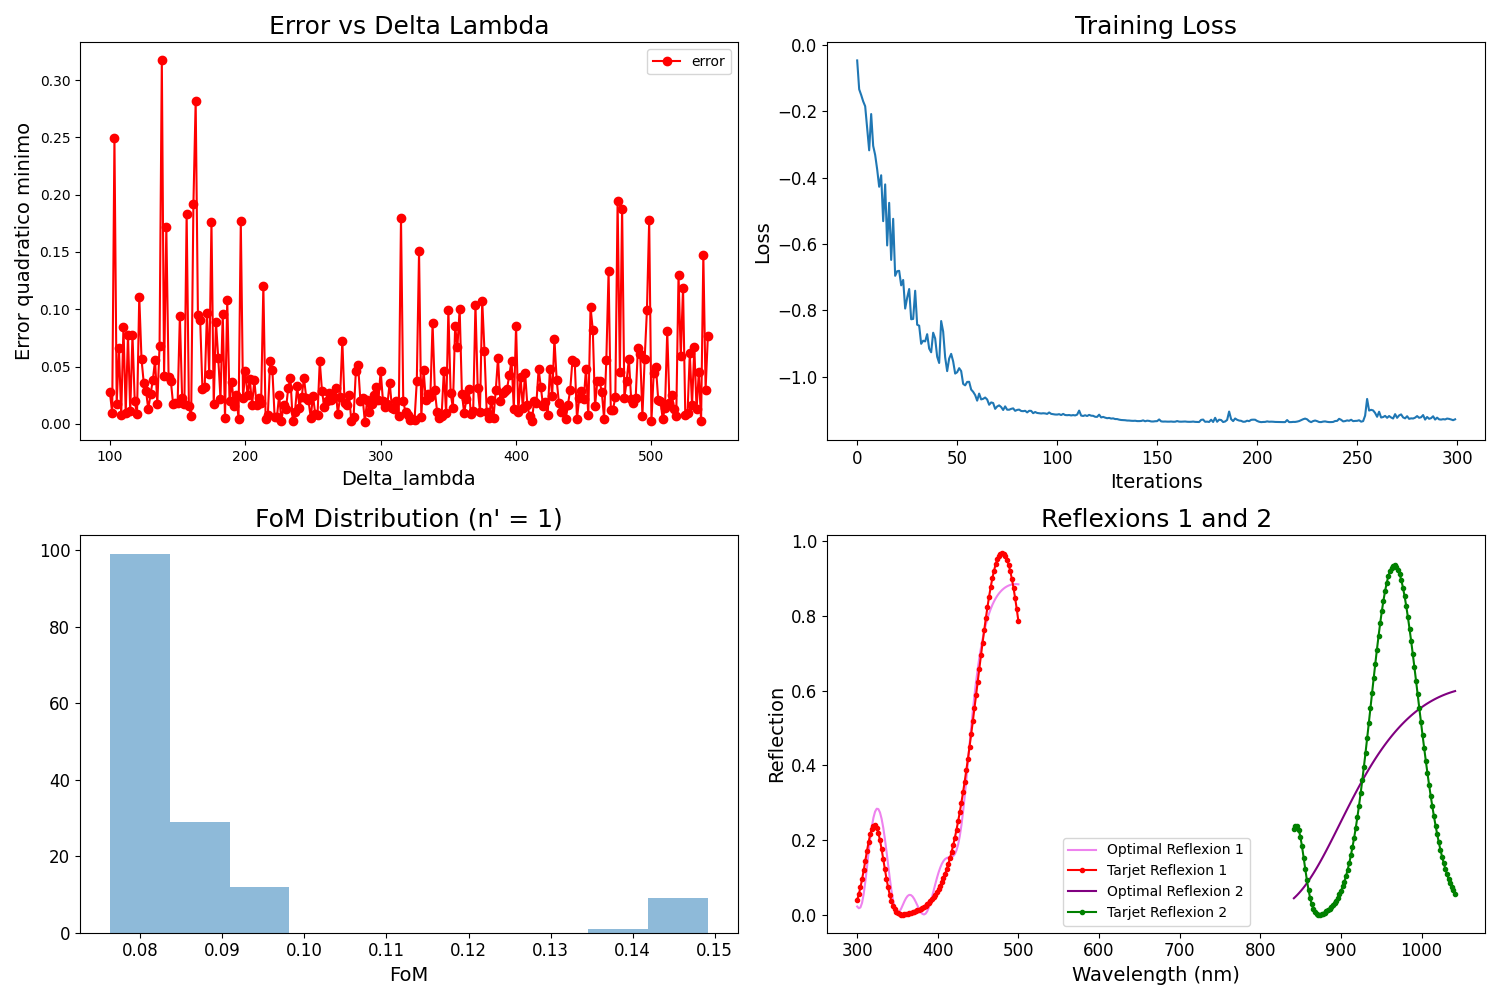 Error vs Delta Lambda
Error quadratico minimo
0.30
0.25
0.20
0.15
0.10
0.05
0.00
error
100 200 300 400 500
Delta_lambda
Training Loss
Loss
0.0
−0.2
−0.4
−0.6
−0.8
−1.0
0 50 100 150 200 250 300
Iterations
FoM Distribution (n' = 1)
100
80
60
40
20
0
0.08 0.09 0.10 0.11 0.12 0.13 0.14 0.15
FoM
Reflexions 1 and 2
Reflection
1.0
0.8
0.6
0.4
0.2
0.0
Optimal Reflexion 1
Tarjet Reflexion 1
Optimal Reflexion 2
Tarjet Reflexion 2
300 400 500 600 700 800 900 1000
Wavelength (nm)